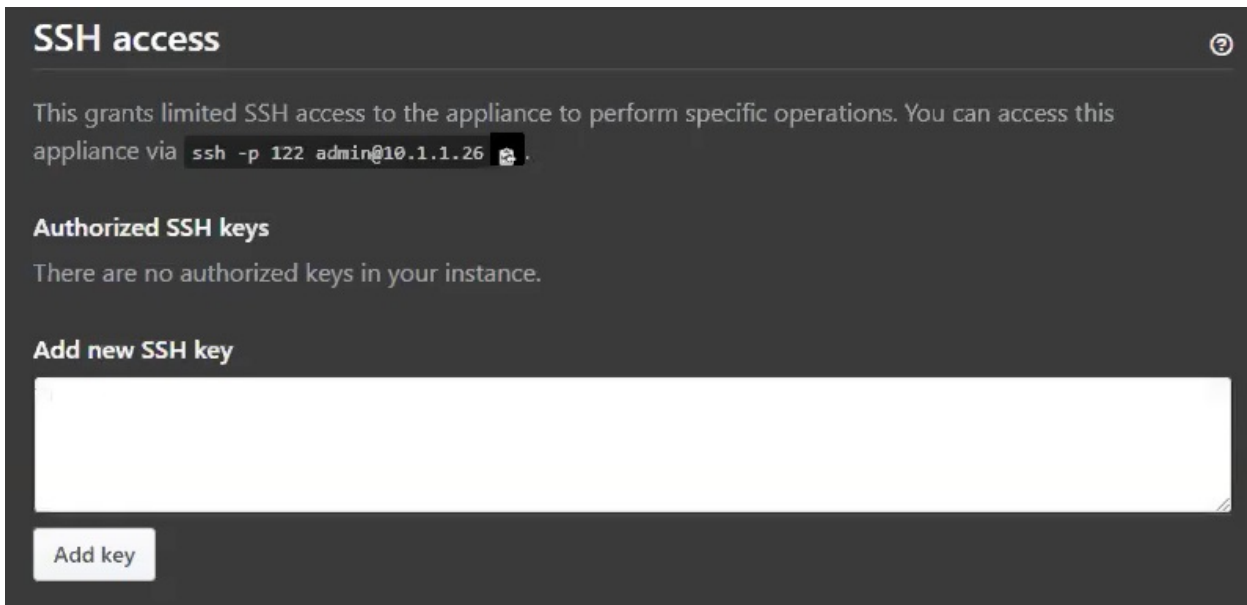 SSH access
This grants limited SSH access to the appliance to perform specific operations. You can access this
appliance via ssh -p 122 admin@10.1.1.26 .
Authorized SSH keys
There are no authorized keys in your instance.
Add new SSH key
Add key